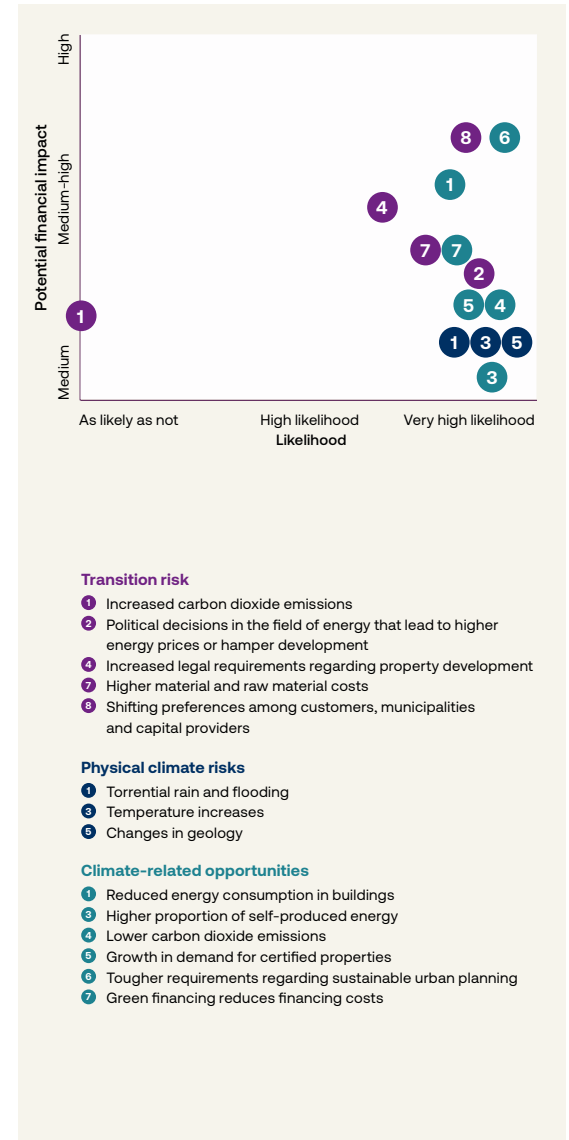 High
Medium-high
Medium
Potential financial impact
8 6
1
4
7 7
2
5 4
1
1 3 5
3
As likely as not High likelihood Very high likelihood
Likelihood
Transition risk
1 Increased carbon dioxide emissions
2 Political decisions in the field of energy that lead to higher
energy prices or hamper development
4 Increased legal requirements regarding property development
7 Higher material and raw material costs
8 Shifting preferences among customers, municipalities
and capital providers
Physical climate risks
1 Torrential rain and flooding
3 Temperature increases
5 Changes in geology
Climate-related opportunities
1 Reduced energy consumption in buildings
3 Higher proportion of self-produced energy
4 Lower carbon dioxide emissions
5 Growth in demand for certified properties
6 Tougher requirements regarding sustainable urban planning
7 Green financing reduces financing costs